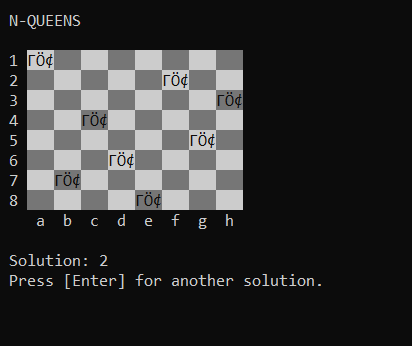 N-QUEENS
1 ΓÖ¢
2 ΓÖ¢
3 ΓÖ¢
4 ΓÖ¢
5 ΓÖ¢
6 ΓÖ¢
7 ΓÖ¢
8 ΓÖ¢
a b c d e f g h
Solution: 2
Press [Enter] for another solution.